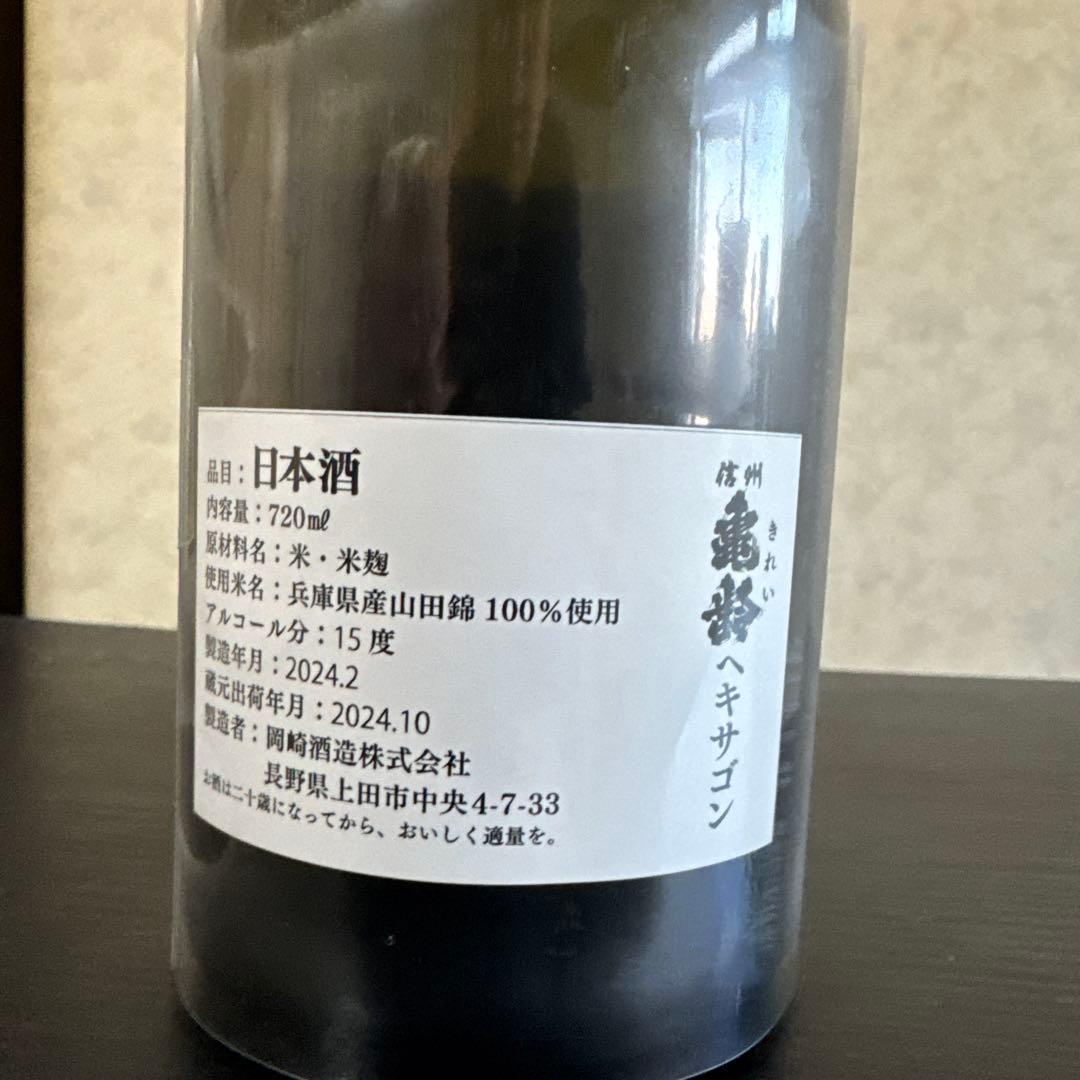 品目：日本酒
内容量：720㎖
原材料名：米・米麹
使用米名：兵庫県産山田錦 100％使用
アルコール分：15 度
製造年月：2024.2
蔵元出荷年月：2024.10
製造者：岡崎酒造株式会社
長野県上田市中央4-7-33
お酒は二十歳になってから、おいしく適量を。
信州
亀齢
きれい
ヘキサゴン